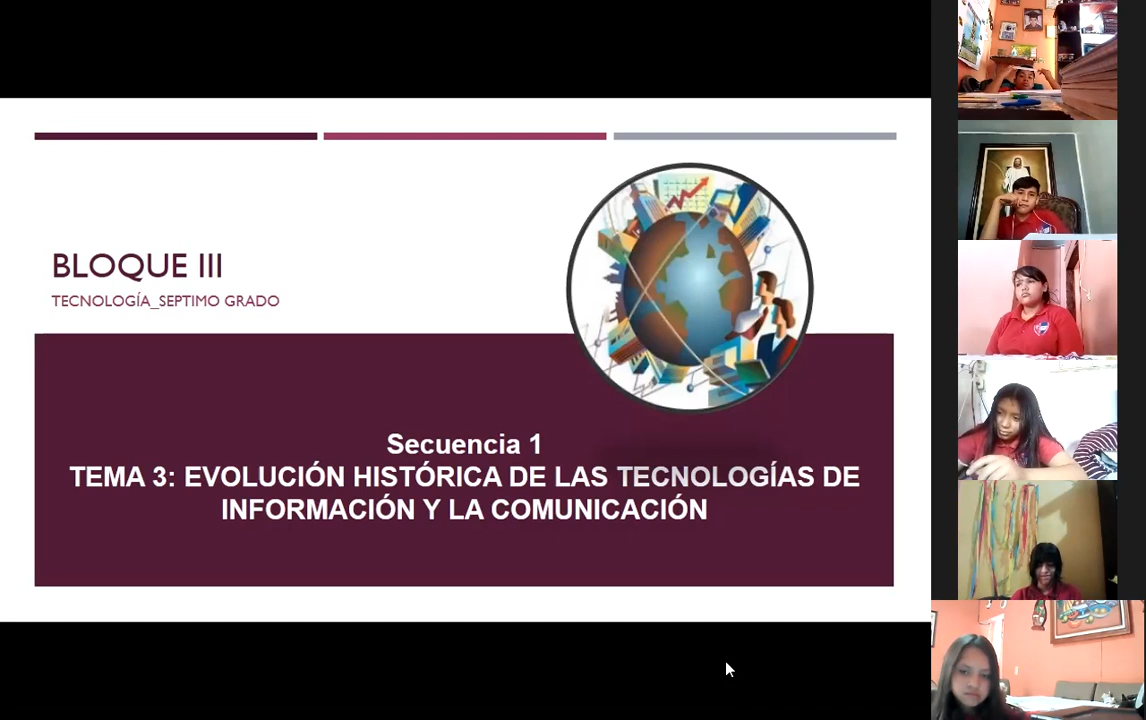 BLOQUE III
TECNOLOGÍA_SEPTIMO GRADO
Secuencia 1
TEMA 3: EVOLUCIÓN HISTÓRICA DE LAS TECNOLOGÍAS DE
INFORMACIÓN Y LA COMUNICACIÓN